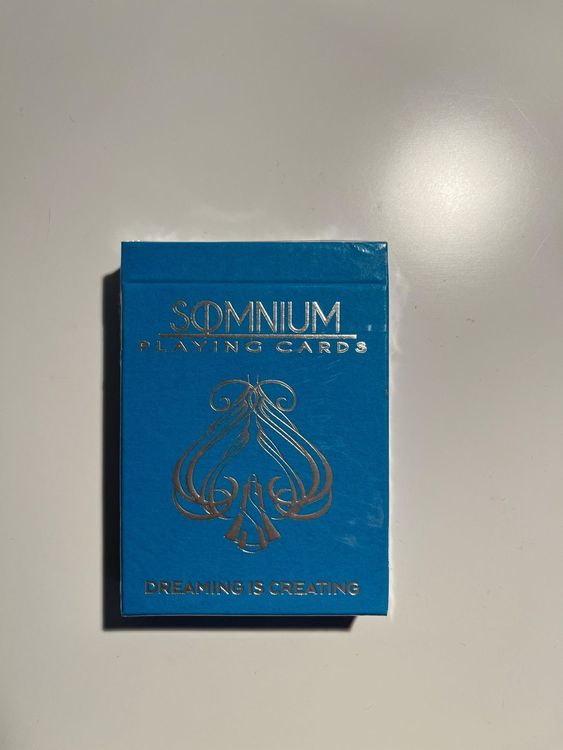 SOMNIUM
PLAYING CARDS
DREAMING IS CREATING